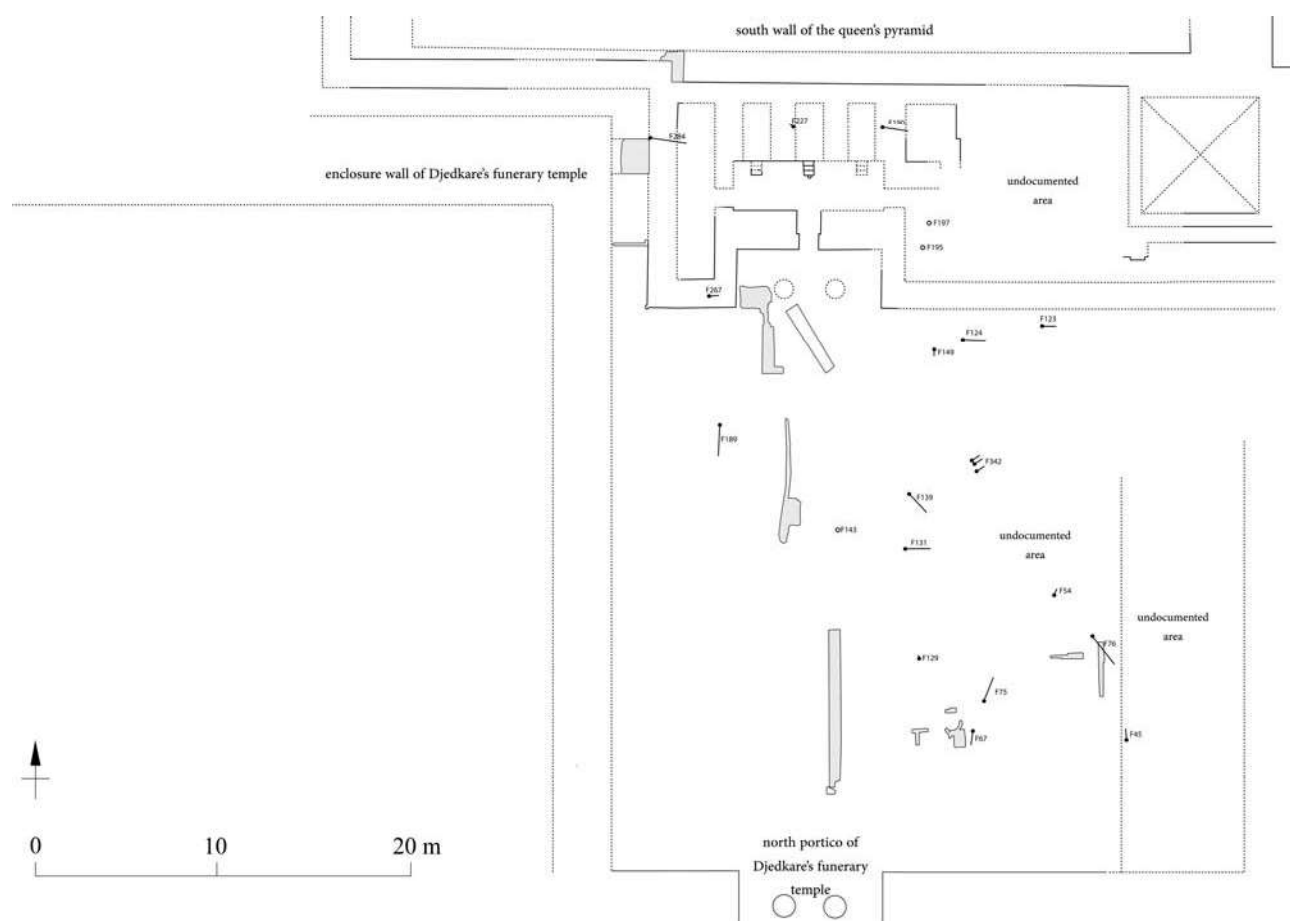 south wall of the queen's pyramid
F227
F190
F284
enclosure wall of Djedkare's funerary temple
undocumented
area
F197
F195
F267
F123
F124
F149
F189
F342
F139
F143
F131
undocumented
area
F54
undocumented
area
F76
F129
F75
F67
F45
north portico of
Djedkare's funerary
temple
0 10 20 m